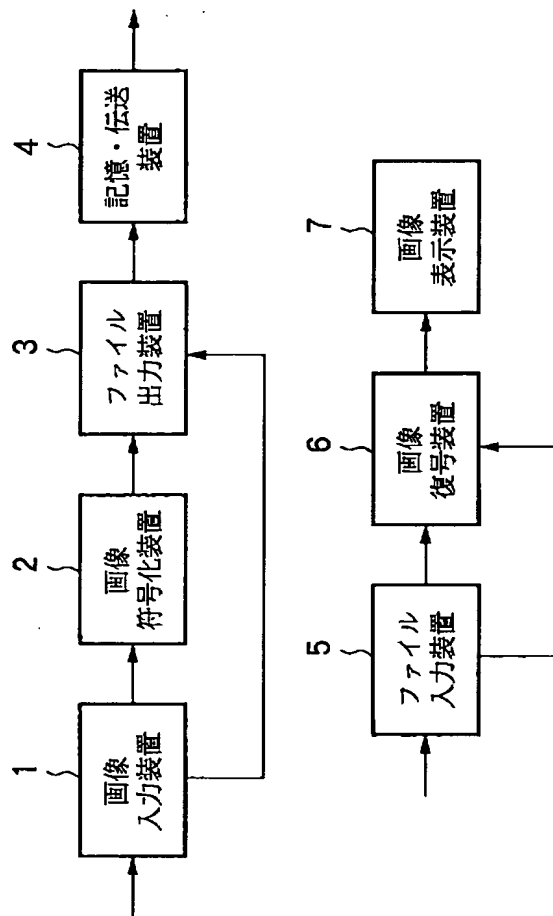 1
画像
入力装置
2
画像
符号化装置
3
ファイル
出力装置
4
記憶・伝送
装置
5
ファイル
入力装置
6
画像
復号装置
7
画像
表示装置